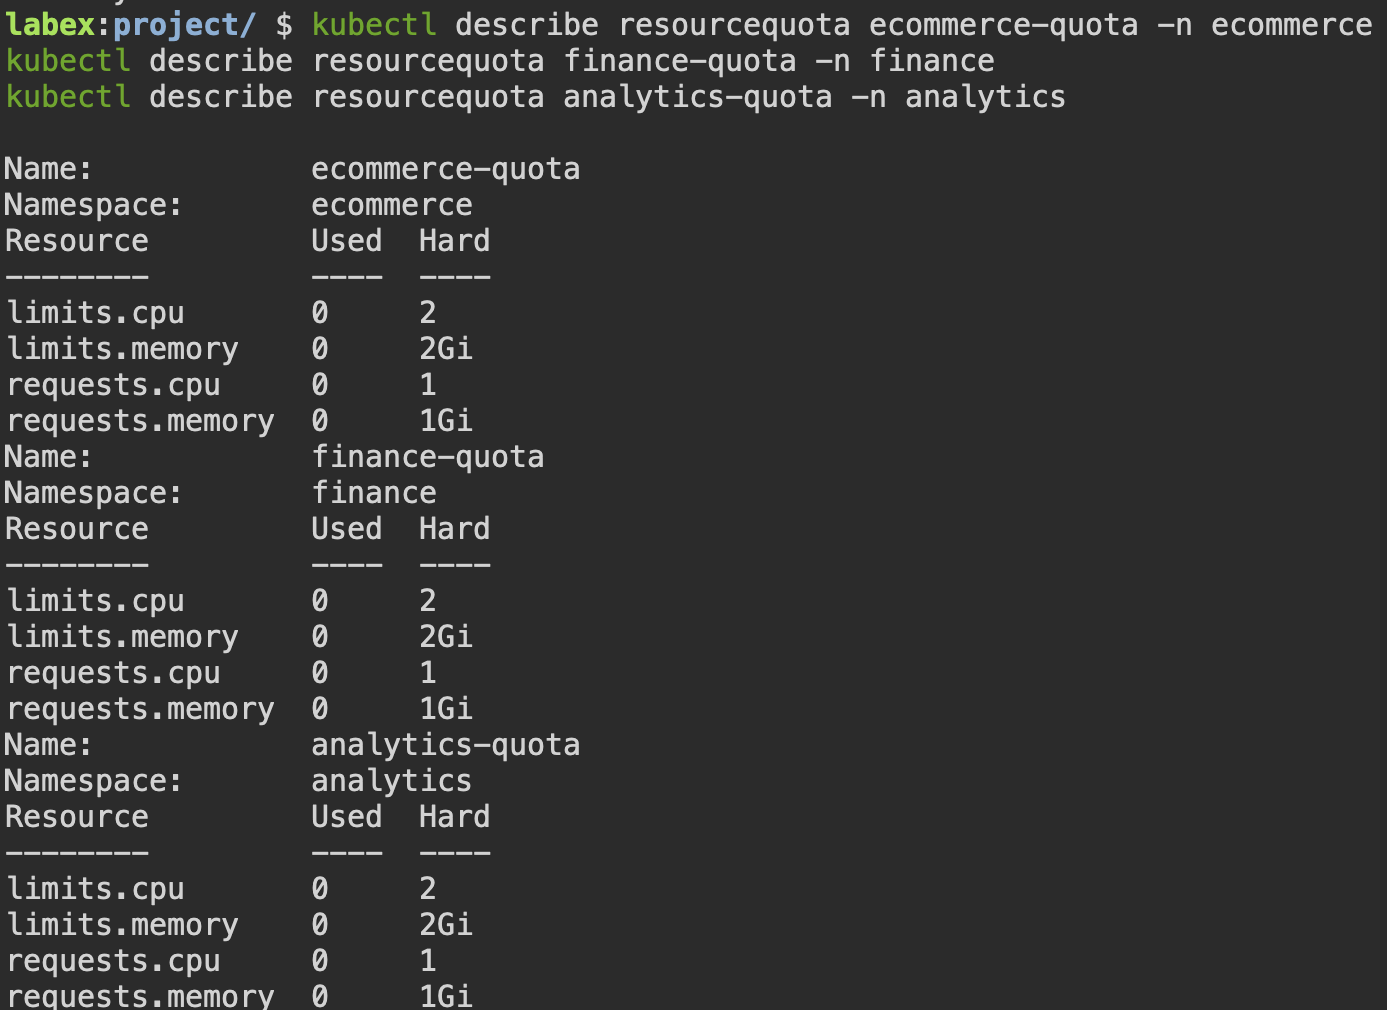 labex:project/ $ kubectl describe resourcequota ecommerce-quota -n ecommerce
kubectl describe resourcequota finance-quota -n finance
kubectl describe resourcequota analytics-quota -n analytics

Name:            ecommerce-quota
Namespace:       ecommerce
Resource         Used  Hard
--------         ----  ----
limits.cpu       0     2
limits.memory    0     2Gi
requests.cpu     0     1
requests.memory  0     1Gi
Name:            finance-quota
Namespace:       finance
Resource         Used  Hard
--------         ----  ----
limits.cpu       0     2
limits.memory    0     2Gi
requests.cpu     0     1
requests.memory  0     1Gi
Name:            analytics-quota
Namespace:       analytics
Resource         Used  Hard
--------         ----  ----
limits.cpu       0     2
limits.memory    0     2Gi
requests.cpu     0     1
requests.memory  0     1Gi